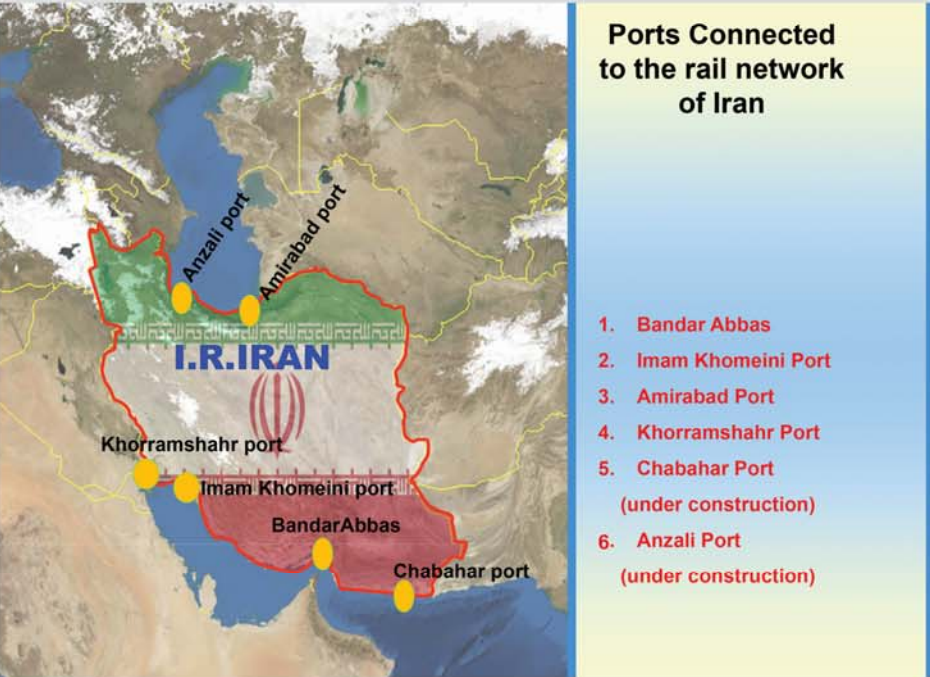 Ports Connected
to the rail network
of Iran
Anzali port
Amirabad port
I.R.IRAN
Khorramshahr port
Imam Khomeini port
BandarAbbas
Chabahar port
1. Bandar Abbas
2. Imam Khomeini Port
3. Amirabad Port
4. Khorramshahr Port
5. Chabahar Port
(under construction)
6. Anzali Port
(under construction)